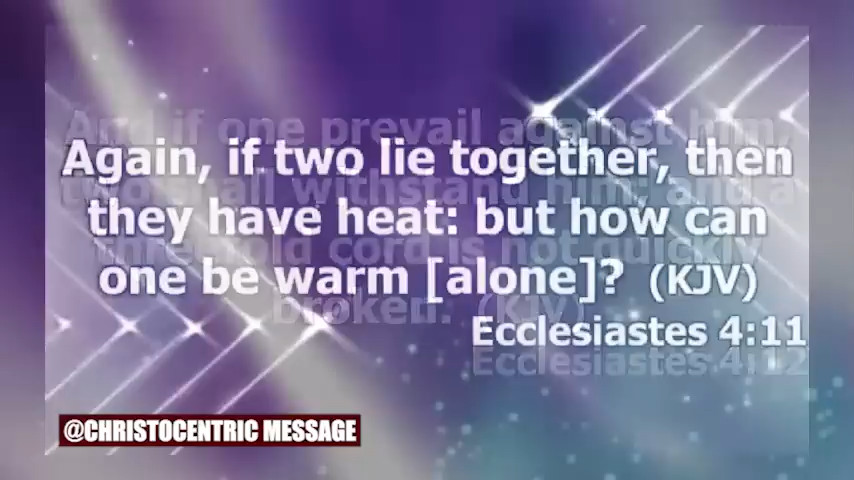 Again, if two lie together, then
they have heat: but how can
one be warm [alone]? (KJV)
Ecclesiastes 4:11
And if one prevail against him,
two shall withstand him; and a
threefold cord is not quickly
broken. (KJV)
Ecclesiastes 4:12
@CHRISTOCENTRIC MESSAGE